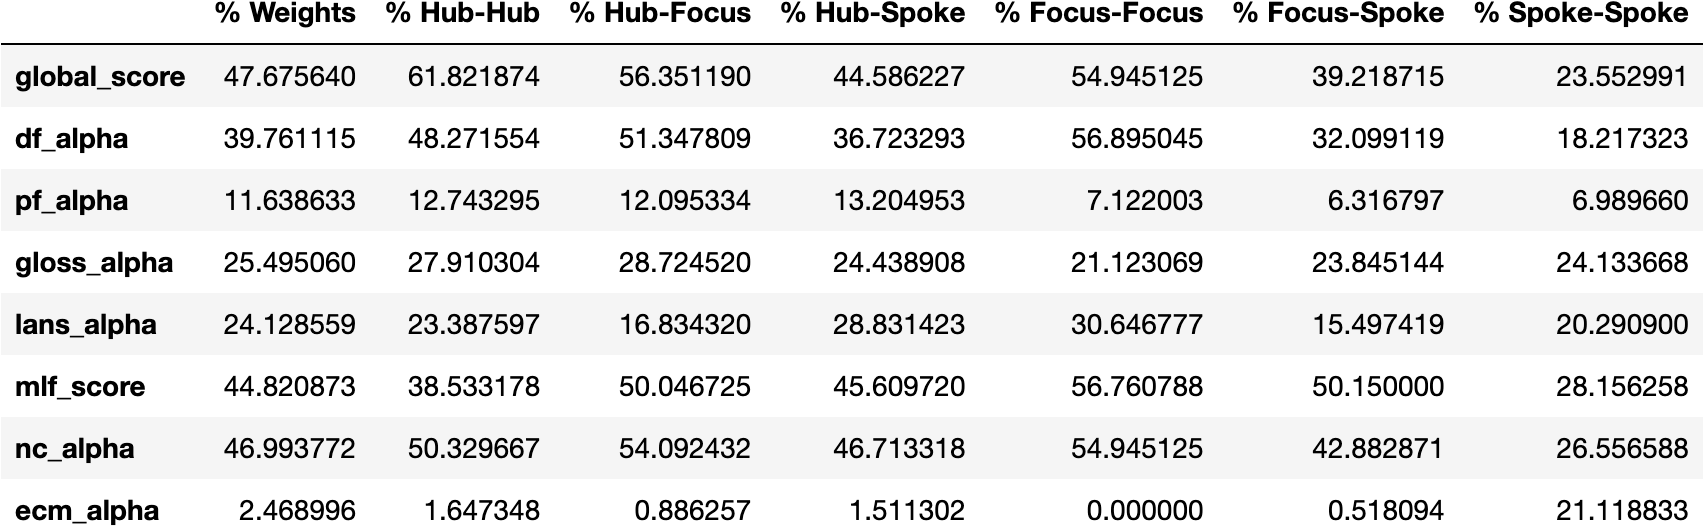 % Weights % Hub-Hub % Hub-Focus % Hub-Spoke % Focus-Focus % Focus-Spoke % Spoke-Spoke
global_score 47.675640 61.821874 56.351190 44.586227 54.945125 39.218715 23.552991
df_alpha 39.761115 48.271554 51.347809 36.723293 56.895045 32.099119 18.217323
pf_alpha 11.638633 12.743295 12.095334 13.204953 7.122003 6.316797 6.989660
gloss_alpha 25.495060 27.910304 28.724520 24.438908 21.123069 23.845144 24.133668
lans_alpha 24.128559 23.387597 16.834320 28.831423 30.646777 15.497419 20.290900
mlf_score 44.820873 38.533178 50.046725 45.609720 56.760788 50.150000 28.156258
nc_alpha 46.993772 50.329667 54.092432 46.713318 54.945125 42.882871 26.556588
ecm_alpha 2.468996 1.647348 0.886257 1.511302 0.000000 0.518094 21.118833